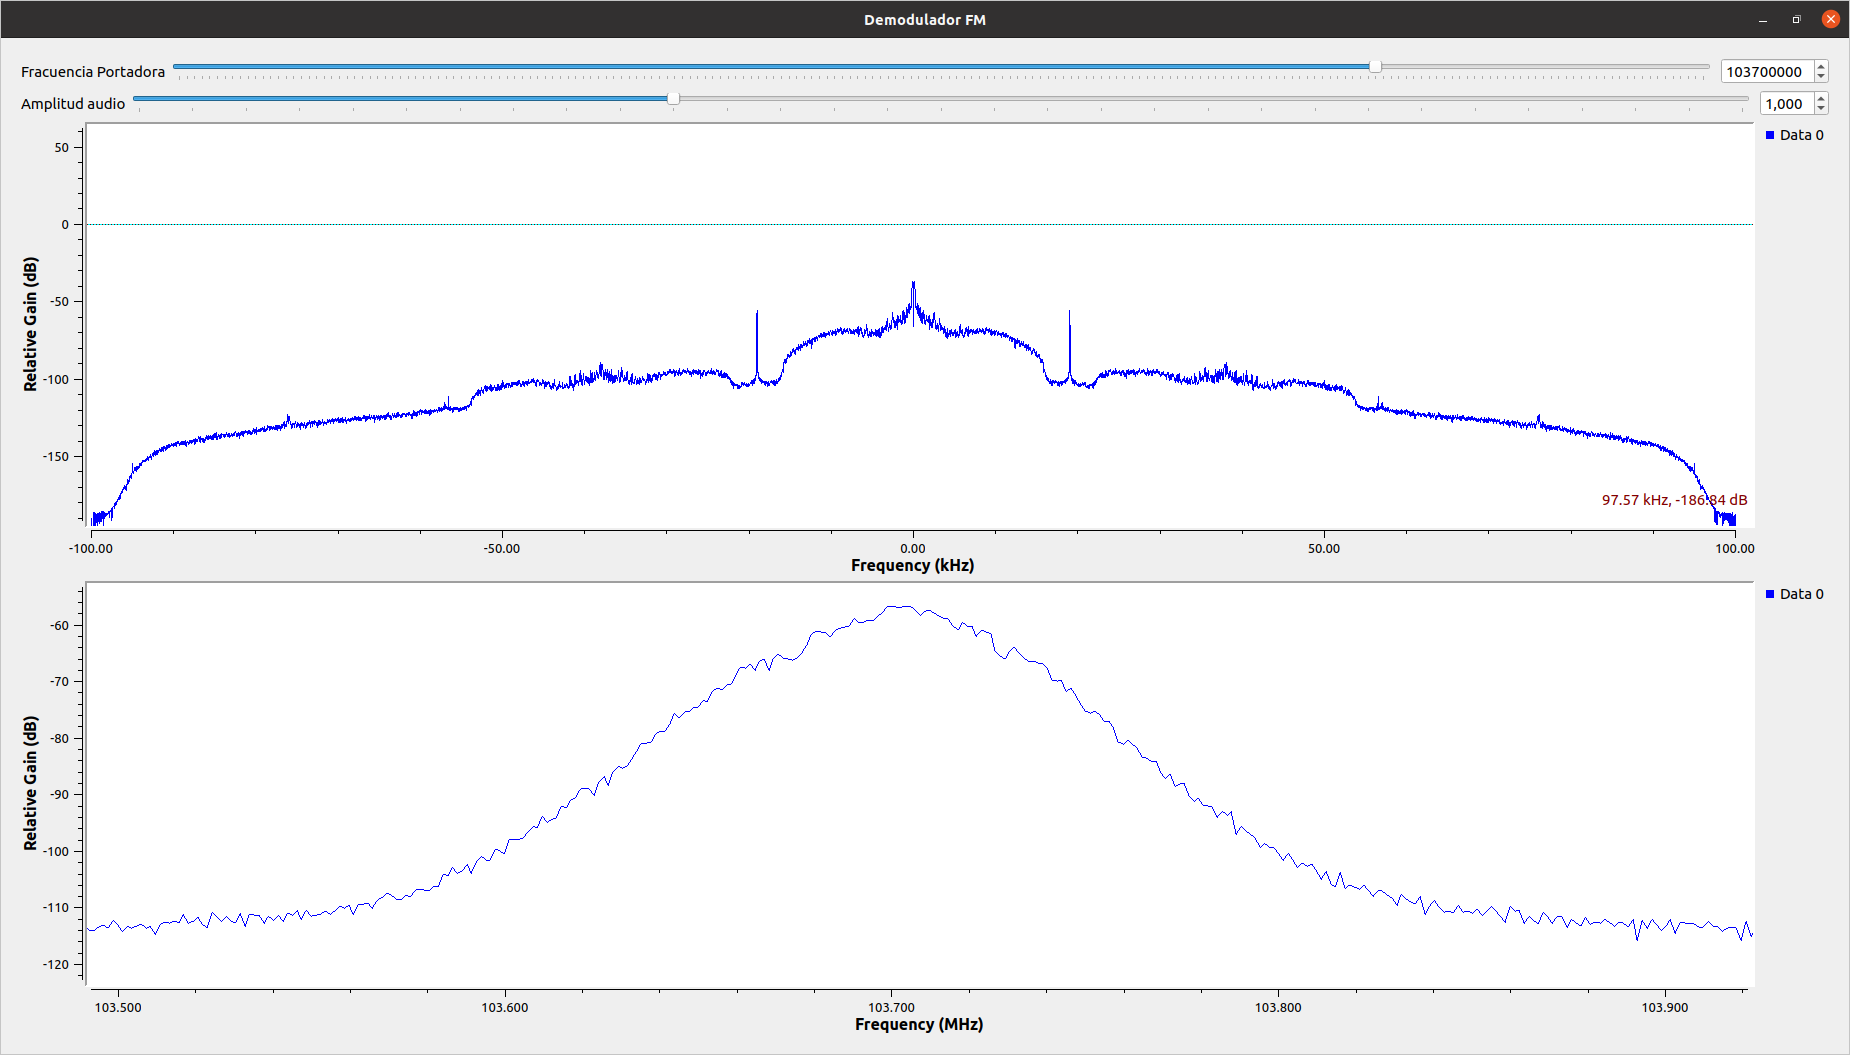 Demodulador FM
Fracuencia Portadora
103700000
Amplitud audio
1,000
Data 0
50
0
-50
-100
-150
Relative Gain (dB)
97.57 kHz, -186.84 dB
-100.00 -50.00 0.00 50.00 100.00
Frequency (kHz)
Data 0
-60
-70
-80
-90
-100
-110
-120
Relative Gain (dB)
103.500 103.600 103.700 103.800 103.900
Frequency (MHz)